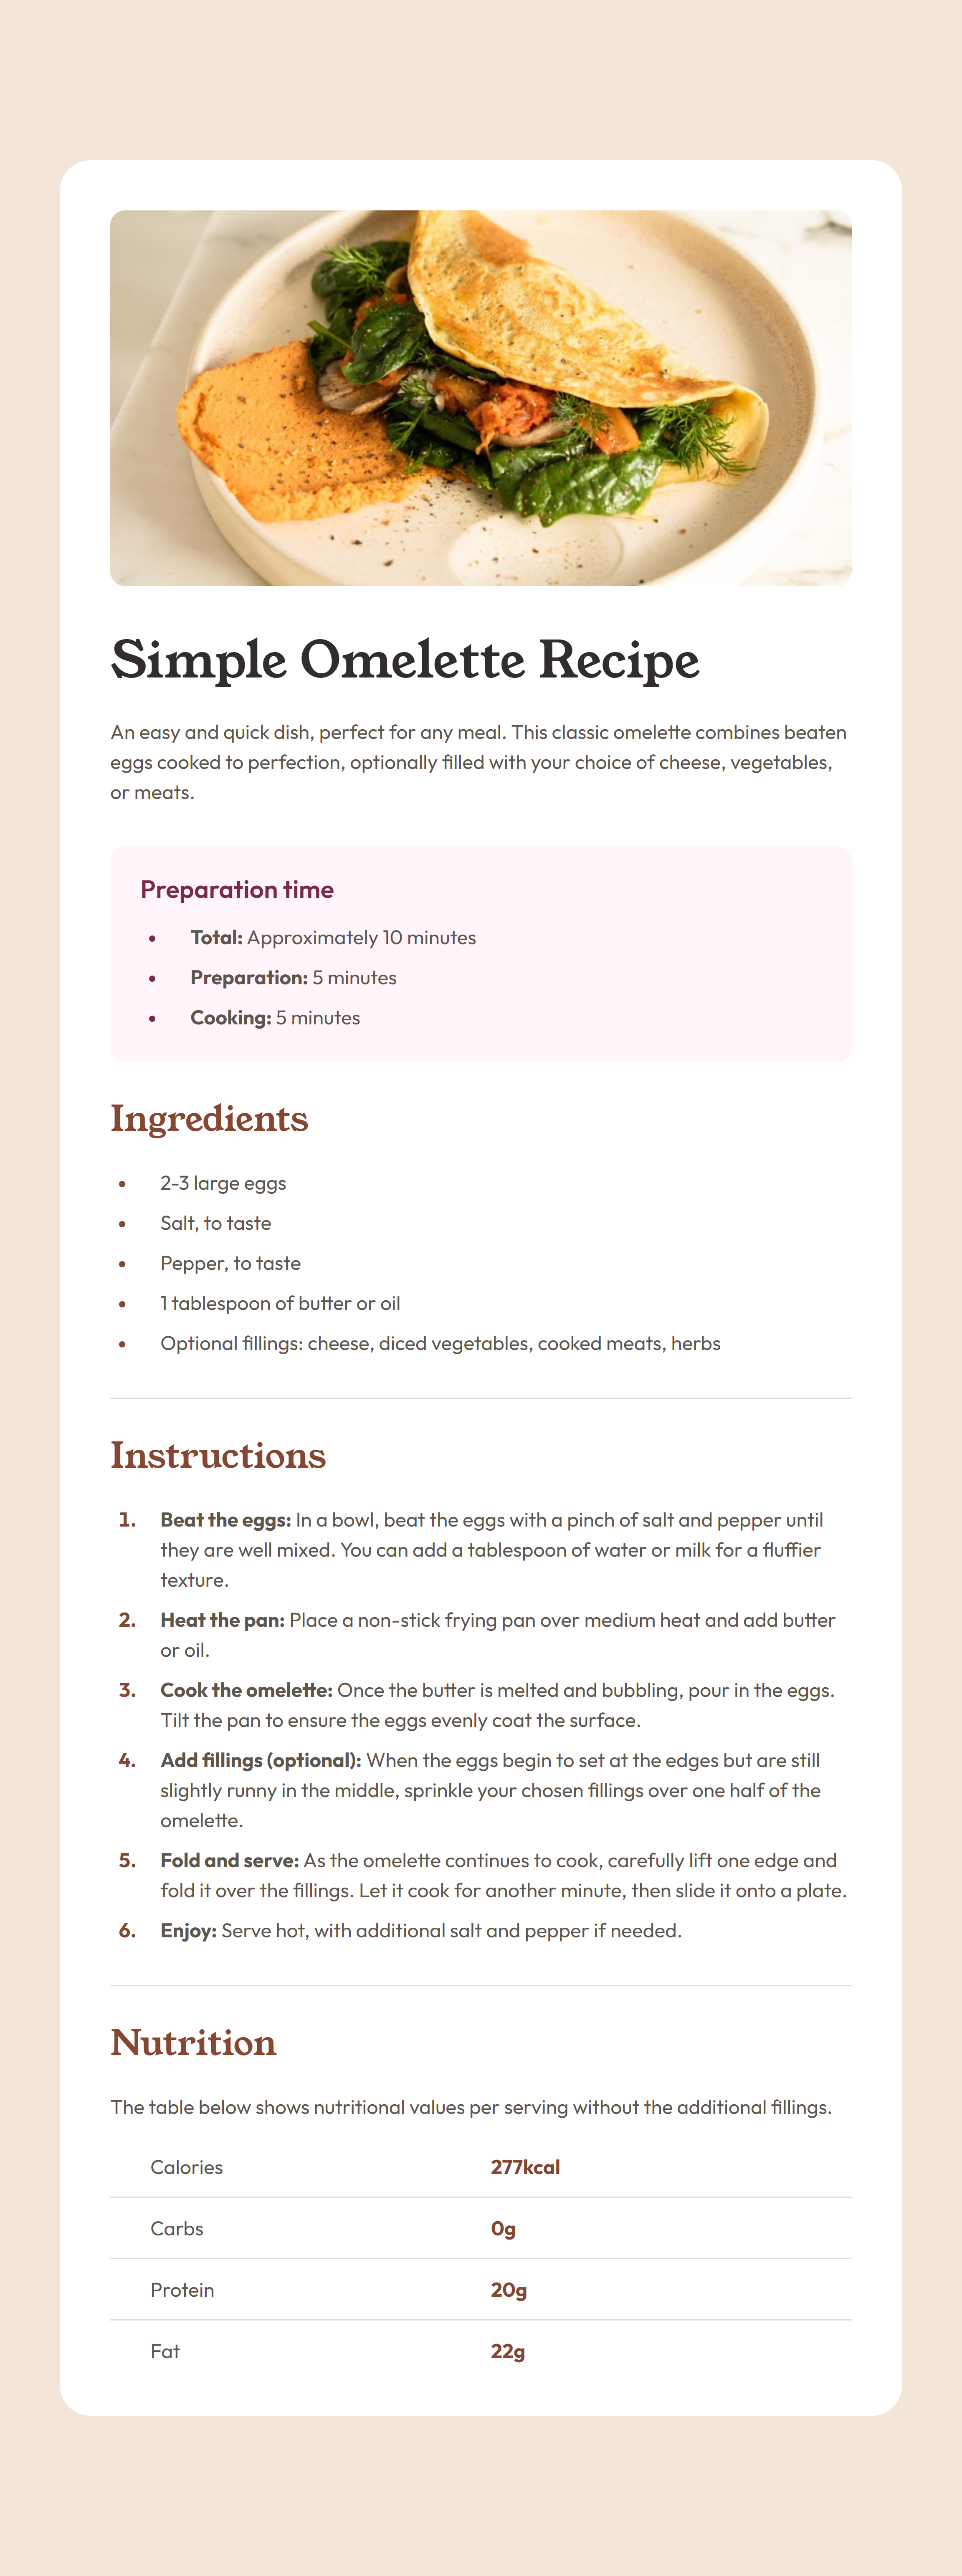 Simple Omelette Recipe
An easy and quick dish, perfect for any meal. This classic omelette combines beaten
eggs cooked to perfection, optionally filled with your choice of cheese, vegetables,
or meats.
Preparation time
• Total: Approximately 10 minutes
• Preparation: 5 minutes
• Cooking: 5 minutes
Ingredients
• 2-3 large eggs
• Salt, to taste
• Pepper, to taste
• 1 tablespoon of butter or oil
• Optional fillings: cheese, diced vegetables, cooked meats, herbs
Instructions
1. Beat the eggs: In a bowl, beat the eggs with a pinch of salt and pepper until
they are well mixed. You can add a tablespoon of water or milk for a fluffier
texture.
2. Heat the pan: Place a non-stick frying pan over medium heat and add butter
or oil.
3. Cook the omelette: Once the butter is melted and bubbling, pour in the eggs.
Tilt the pan to ensure the eggs evenly coat the surface.
4. Add fillings (optional): When the eggs begin to set at the edges but are still
slightly runny in the middle, sprinkle your chosen fillings over one half of the
omelette.
5. Fold and serve: As the omelette continues to cook, carefully lift one edge and
fold it over the fillings. Let it cook for another minute, then slide it onto a plate.
6. Enjoy: Serve hot, with additional salt and pepper if needed.
Nutrition
The table below shows nutritional values per serving without the additional fillings.
Calories 277kcal
Carbs 0g
Protein 20g
Fat 22g